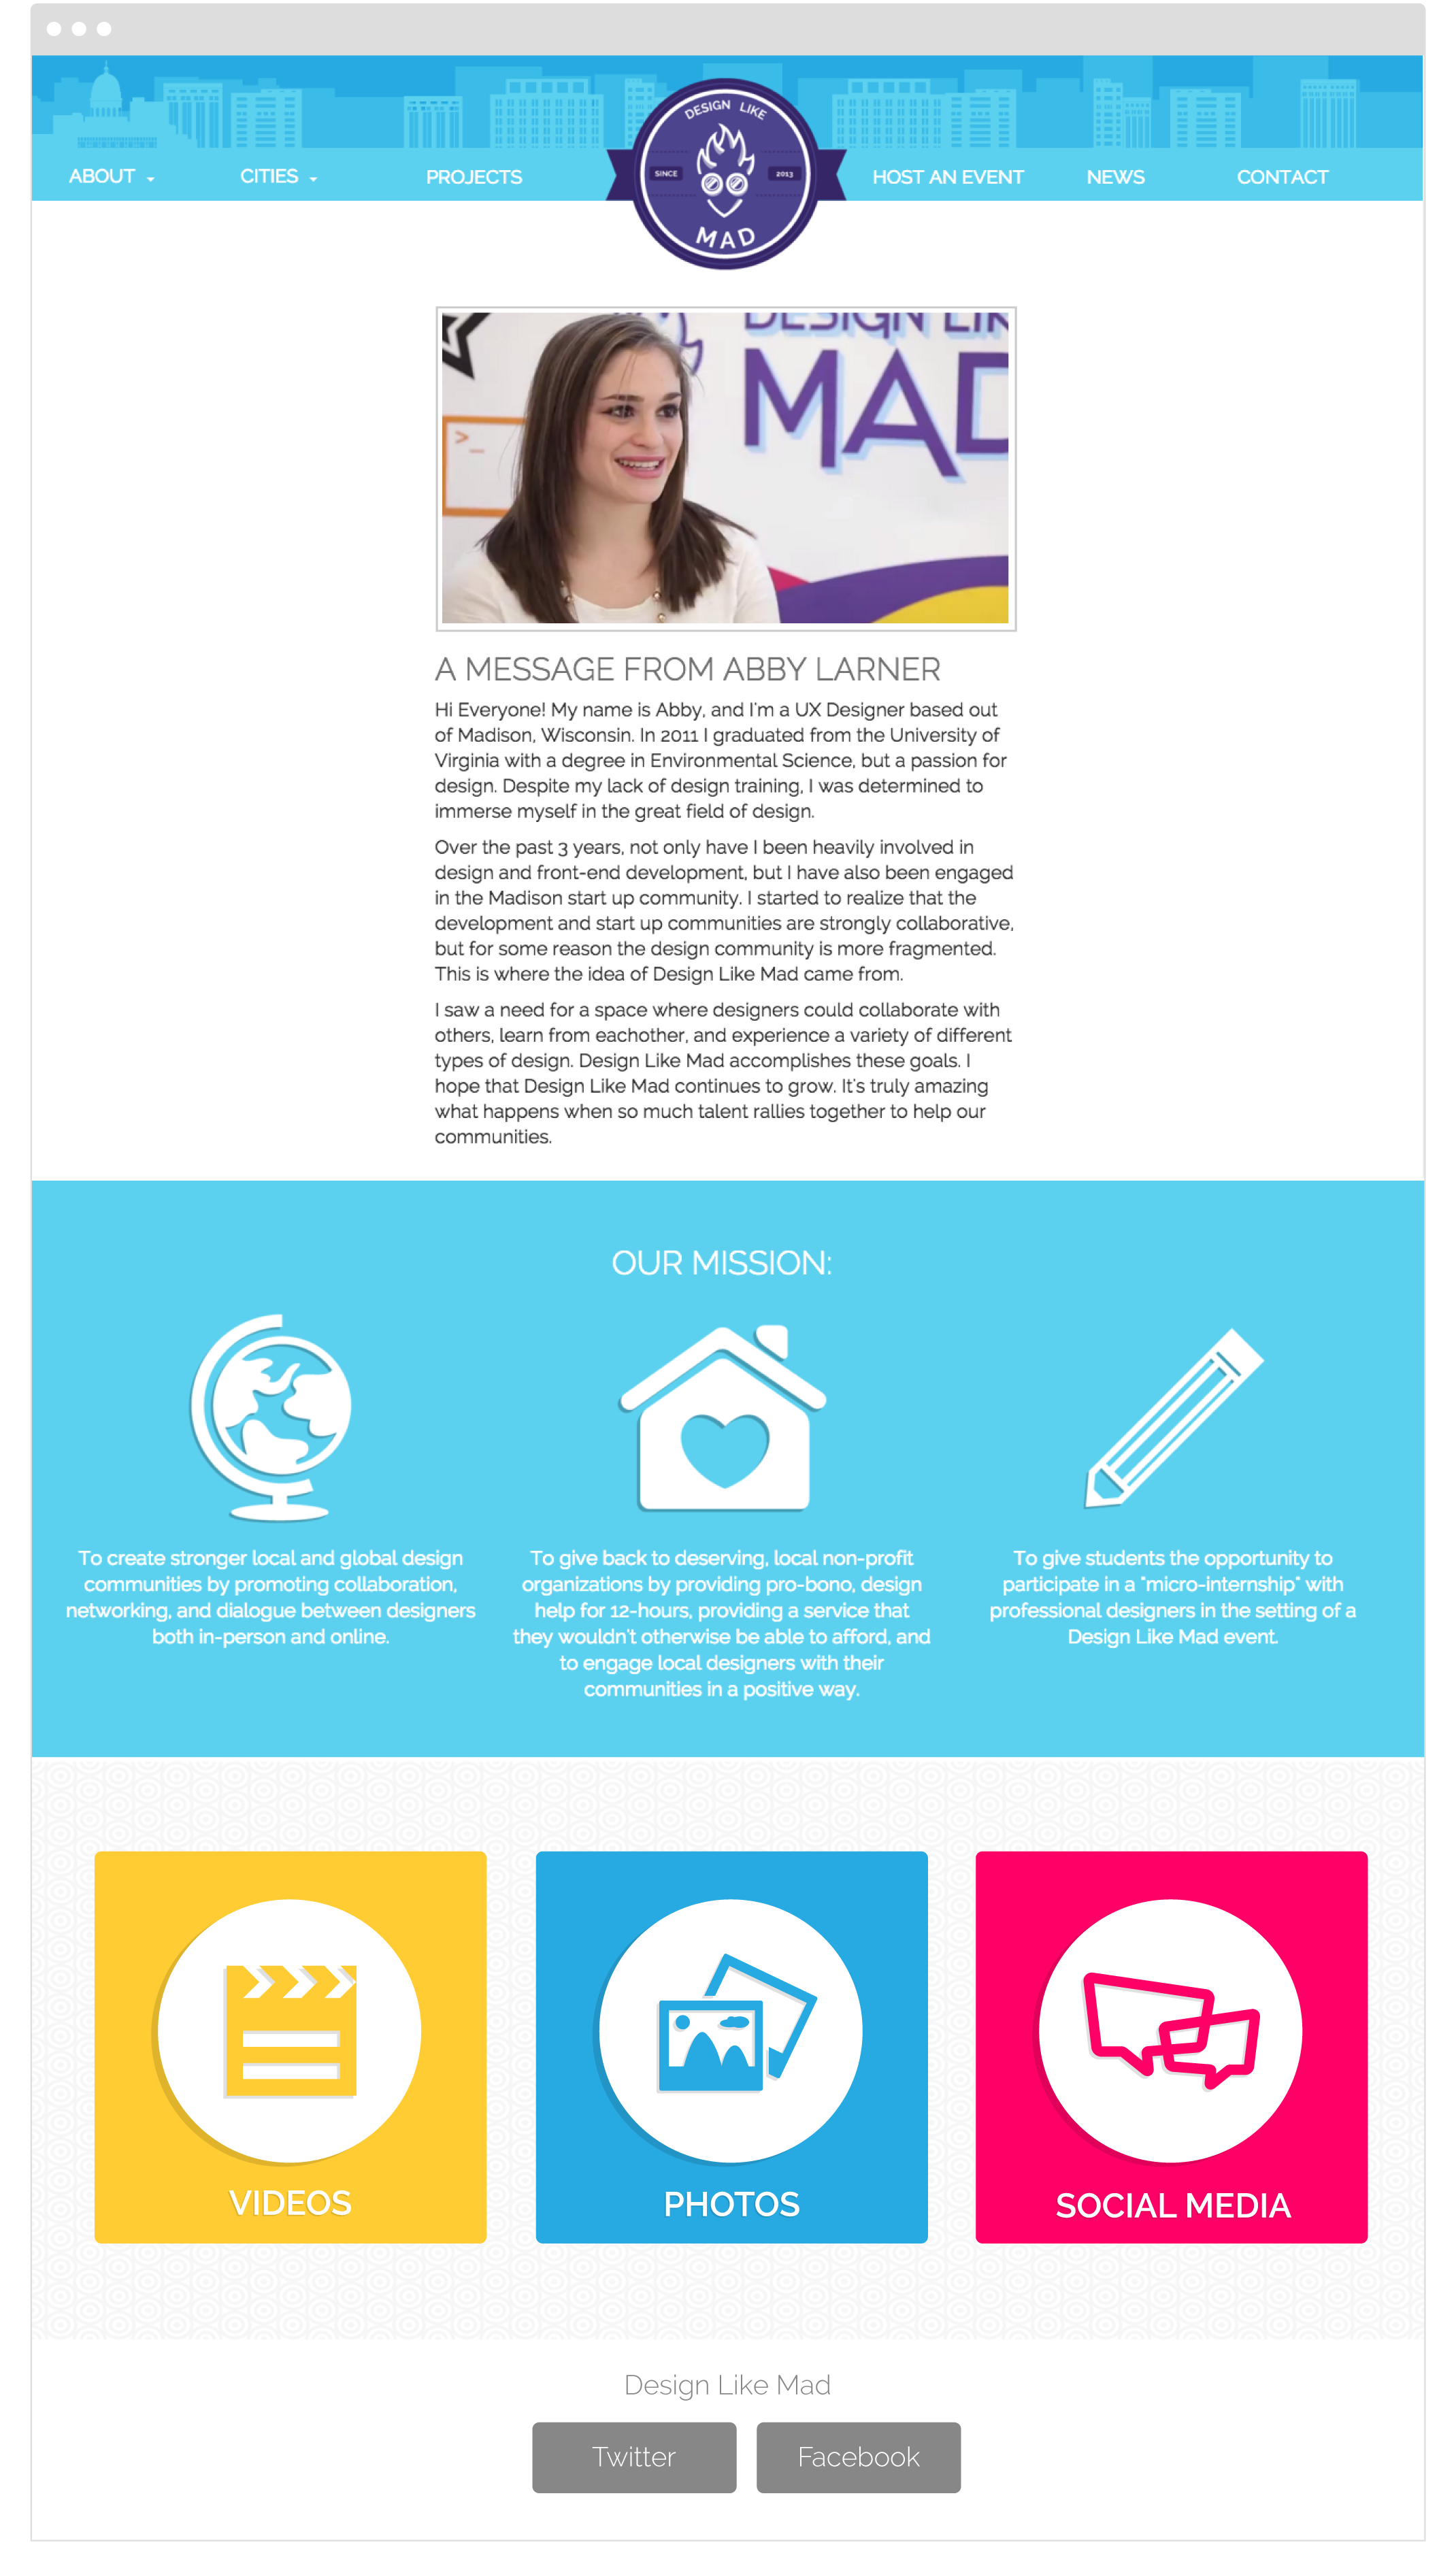 DESIGN LIKE
SINCE
2013
MAD
ABOUT
CITIES
PROJECTS
HOST AN EVENT
NEWS
CONTACT
DESIGN LIK
MAD
>_
A MESSAGE FROM ABBY LARNER
Hi Everyone! My name is Abby, and I'm a UX Designer based out
of Madison, Wisconsin. In 2011 I graduated from the University of
Virginia with a degree in Environmental Science, but a passion for
design. Despite my lack of design training, I was determined to
immerse myself in the great field of design.
Over the past 3 years, not only have I been heavily involved in
design and front-end development, but I have also been engaged
in the Madison start up community. I started to realize that the
development and start up communities are strongly collaborative,
but for some reason the design community is more fragmented.
This is where the idea of Design Like Mad came from.
I saw a need for a space where designers could collaborate with
others, learn from eachother, and experience a variety of different
types of design. Design Like Mad accomplishes these goals. I
hope that Design Like Mad continues to grow. It's truly amazing
what happens when so much talent rallies together to help our
communities.
OUR MISSION:
To create stronger local and global design
communities by promoting collaboration,
networking, and dialogue between designers
both in-person and online.
To give back to deserving, local non-profit
organizations by providing pro-bono, design
help for 12-hours, providing a service that
they wouldn't otherwise be able to afford, and
to engage local designers with their
communities in a positive way.
To give students the opportunity to
participate in a "micro-internship" with
professional designers in the setting of a
Design Like Mad event.
VIDEOS
PHOTOS
SOCIAL MEDIA
Design Like Mad
Twitter
Facebook